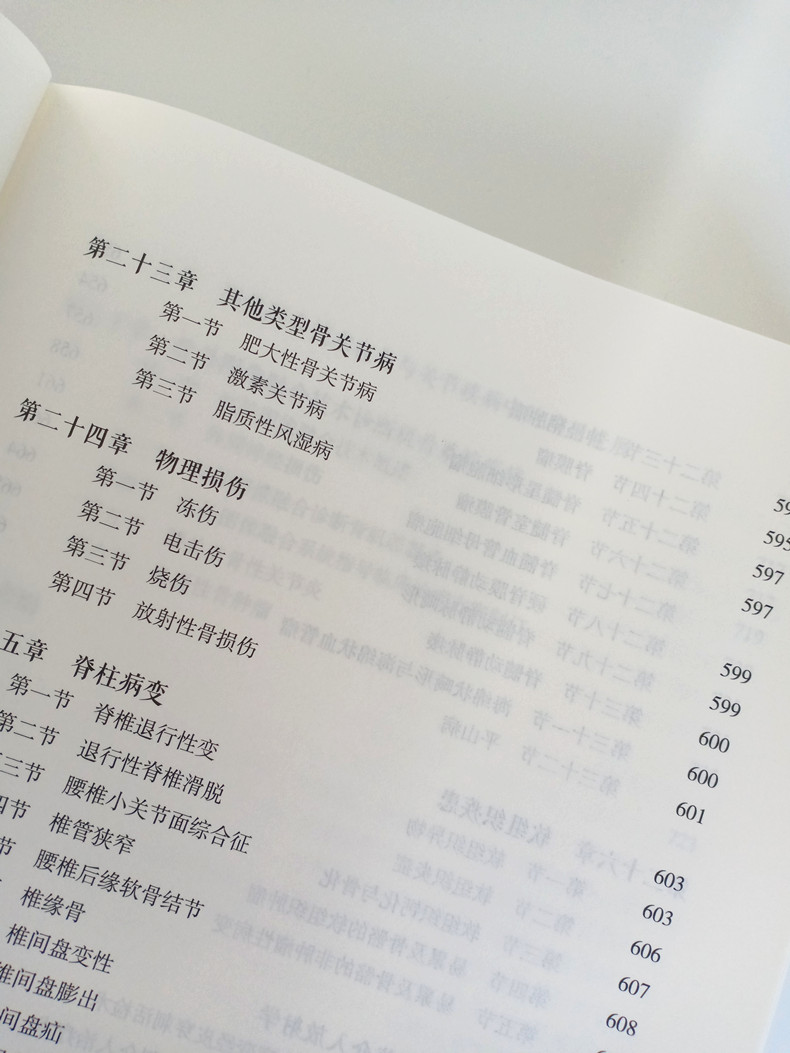 第二十三章 其他类型骨关节病
第一节 肥大性骨关节病 595
第二节 激素关节病 597
第三节 脂质性风湿病 597
第二十四章 物理损伤 599
第一节 冻伤 599
第二节 电击伤 600
第三节 烧伤 600
第四节 放射性骨损伤 601
五章 脊柱病变 603
第一节 脊椎退行性变 603
第二节 退行性脊椎滑脱 606
三节 腰椎小关节面综合征 607
四节 椎管狭窄 608
节 腰椎后缘软骨结节
椎缘骨
椎间盘变性
椎间盘膨出
间盘疝